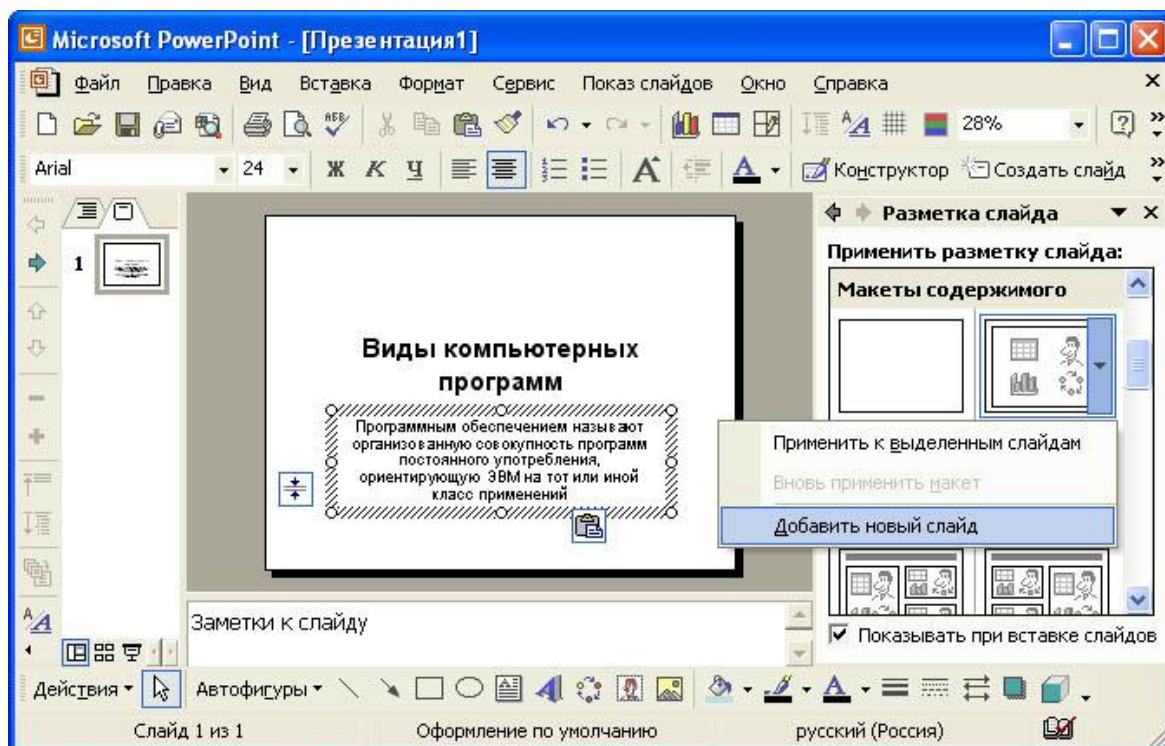 Microsoft PowerPoint - [Презентация1]
Файл Правка Вид Вставка Формат Сервис Показ слайдов Окно Справка
28%
Arial 24 Ж К Ч Конструктор Создать слайд
Разметка слайда
1
Применить разметку слайда:
Макеты содержимого
Виды компьютерных
программ
Программным обеспечением называют
организованную совокупность программ
постоянного употребления,
ориентирующую ЭВМ на тот или иной
класс применений
Применить к выделенным слайдам
Вновь применить макет
Добавить новый слайд
Заметки к слайду
Показывать при вставке слайдов
Действия Автофигуры
Слайд 1 из 1 Оформление по умолчанию русский (Россия)